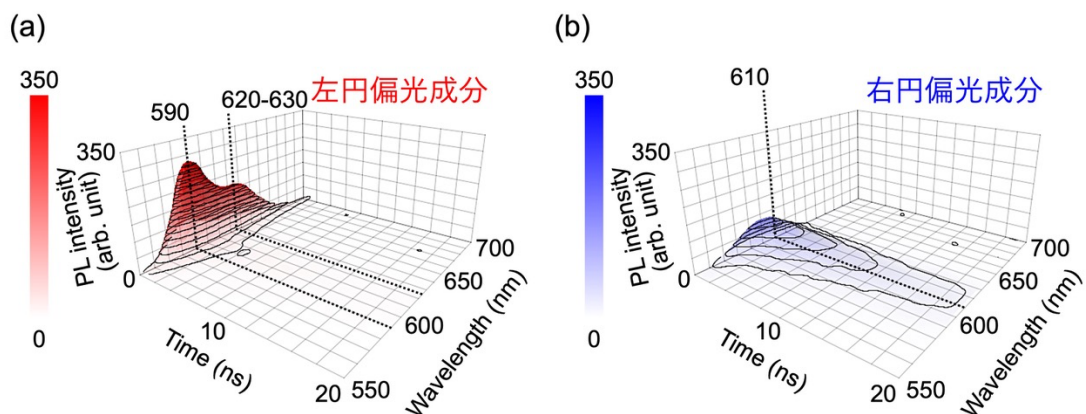 (a)
左円偏光成分
350
0
350
0
PL intensity
(arb. unit)
590
620-630
10
20
Time (ns)
550
600
650
700
Wavelength (nm)
(b)
右円偏光成分
350
0
350
0
PL intensity
(arb. unit)
610
10
20
Time (ns)
550
600
650
700
Wavelength (nm)